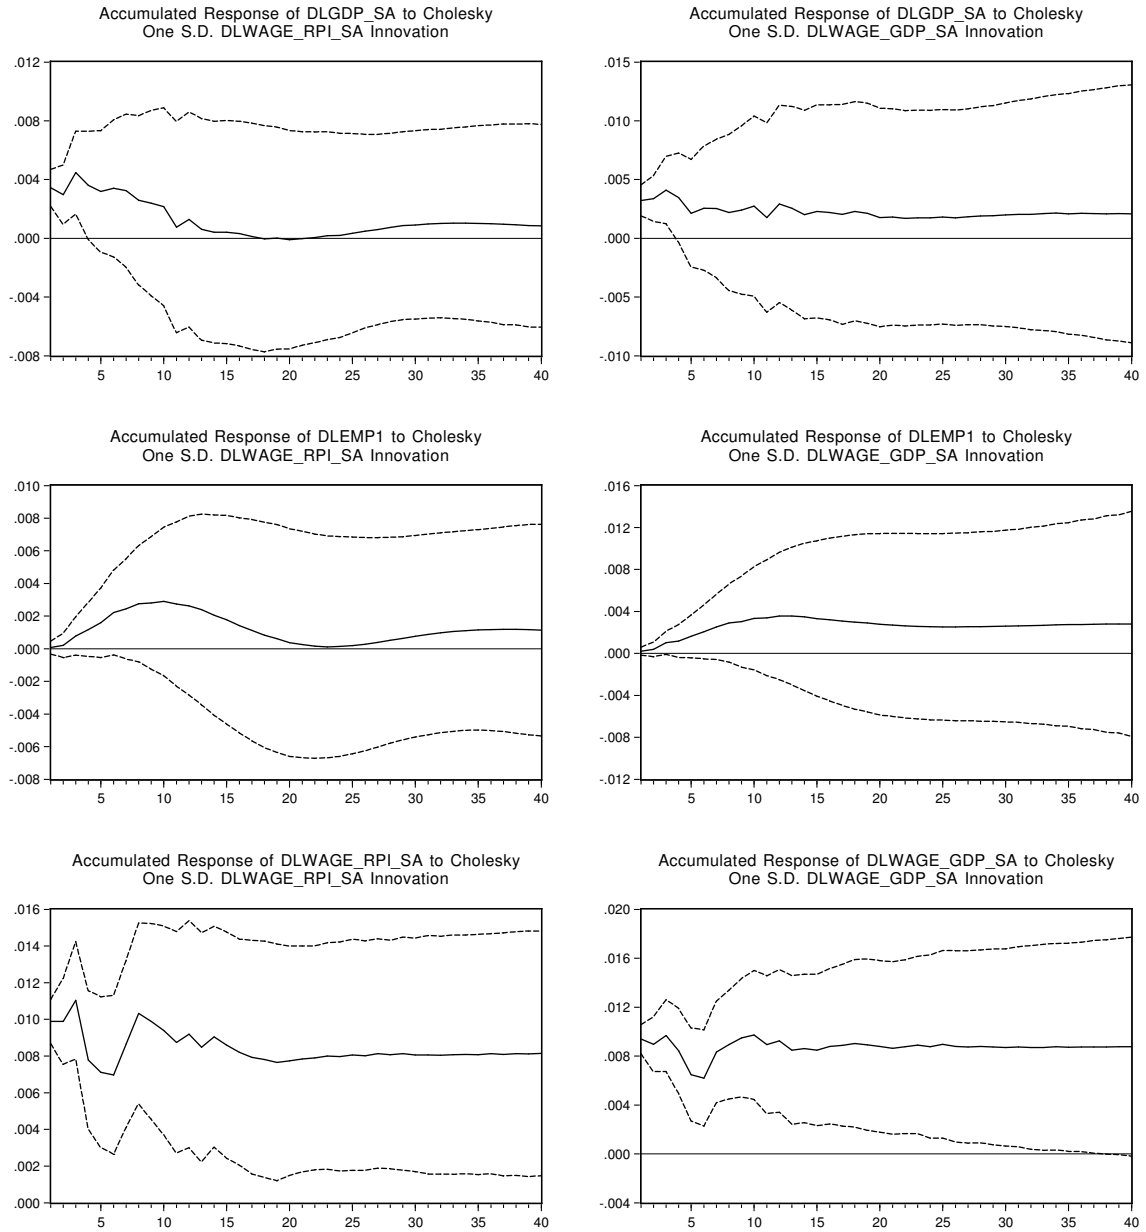 Accumulated Response of DLGDP_SA to Cholesky
One S.D. DLWAGE_RPI_SA Innovation
.012
.008
.004
.000
-.004
-.008
5 10 15 20 25 30 35 40
Accumulated Response of DLGDP_SA to Cholesky
One S.D. DLWAGE_GDP_SA Innovation
.015
.010
.005
.000
-.005
-.010
5 10 15 20 25 30 35 40
Accumulated Response of DLEMP1 to Cholesky
One S.D. DLWAGE_RPI_SA Innovation
.010
.008
.006
.004
.002
.000
-.002
-.004
-.006
-.008
5 10 15 20 25 30 35 40
Accumulated Response of DLEMP1 to Cholesky
One S.D. DLWAGE_GDP_SA Innovation
.016
.012
.008
.004
.000
-.004
-.008
-.012
5 10 15 20 25 30 35 40
Accumulated Response of DLWAGE_RPI_SA to Cholesky
One S.D. DLWAGE_RPI_SA Innovation
.016
.014
.012
.010
.008
.006
.004
.002
.000
5 10 15 20 25 30 35 40
Accumulated Response of DLWAGE_GDP_SA to Cholesky
One S.D. DLWAGE_GDP_SA Innovation
.020
.016
.012
.008
.004
.000
-.004
5 10 15 20 25 30 35 40